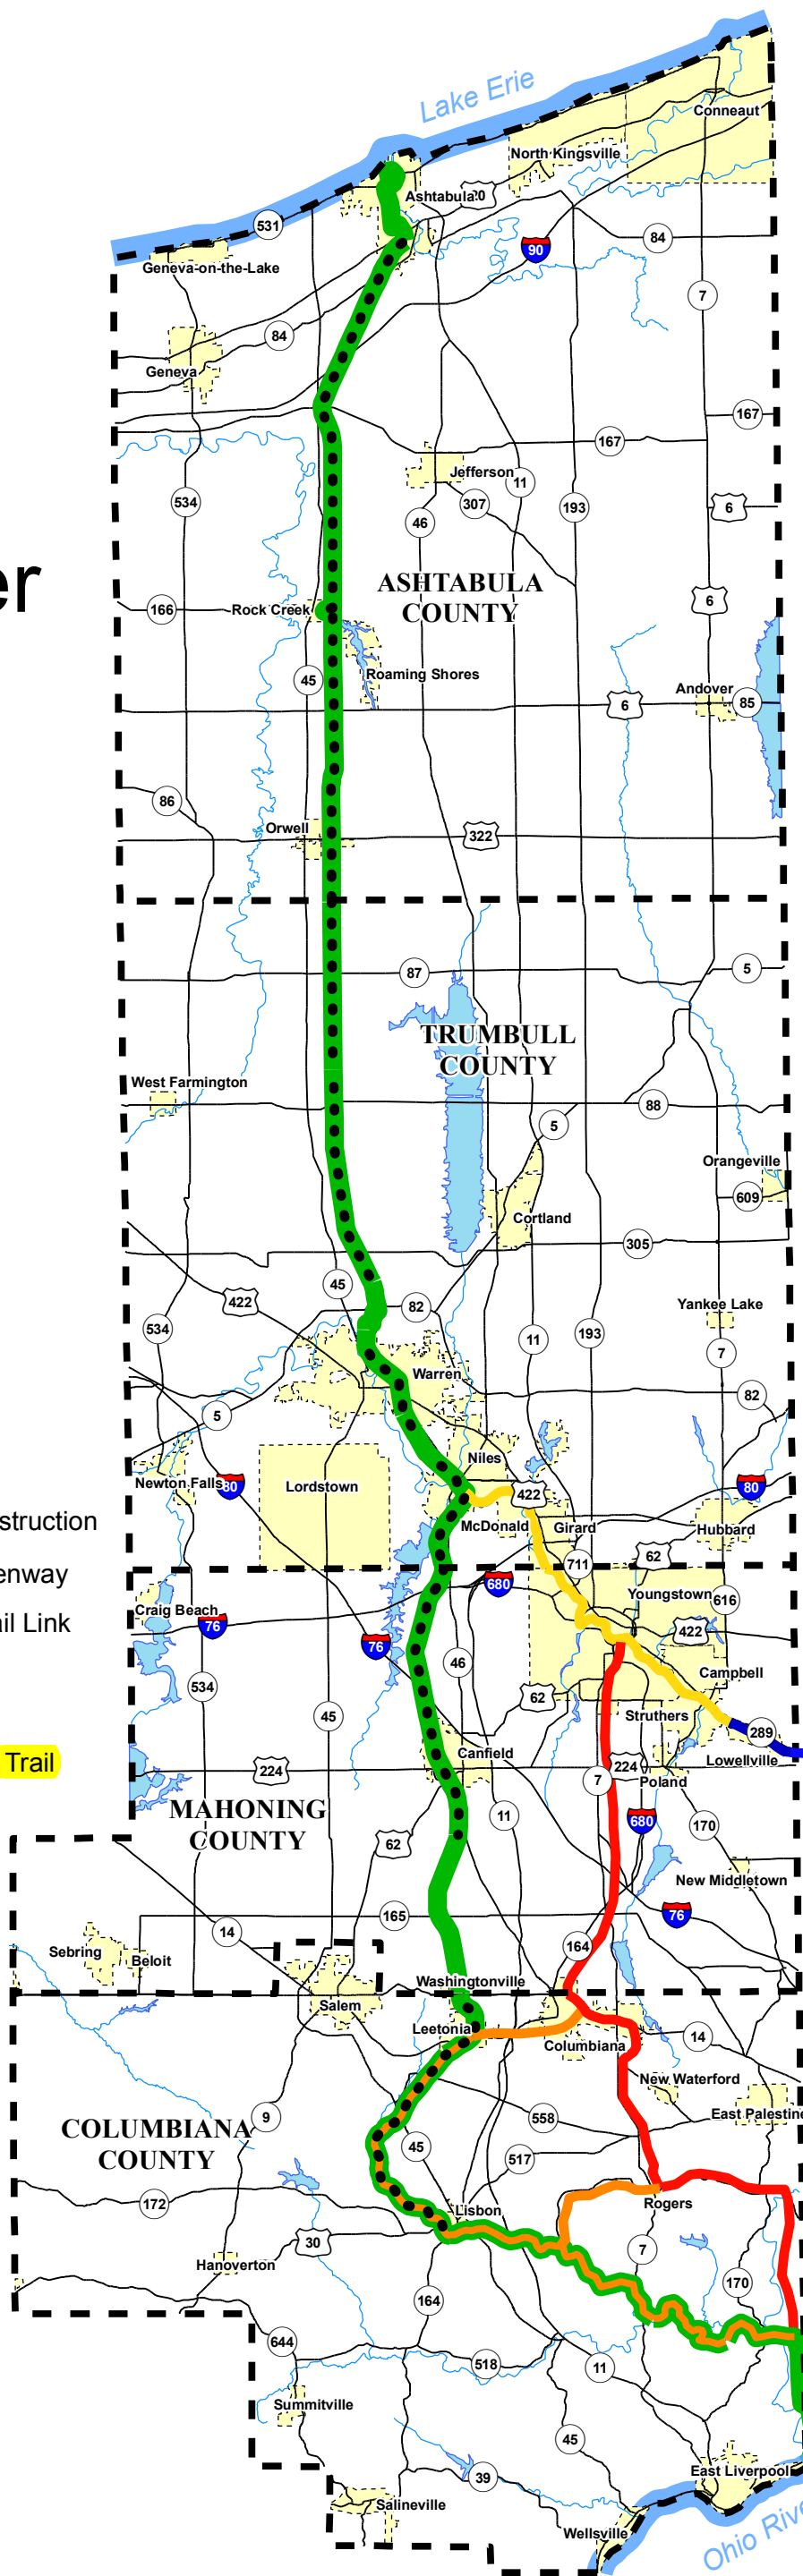 Lake Erie
Conneaut
North Kingsville
Ashtabula
20
531
84
90
Geneva-on-the-Lake
7
84
Geneva
167
167
Jefferson
11
534
307
193
6
46
er
ASHTABULA
COUNTY
6
166
Rock Creek
Roaming Shores
45
Andover
85
6
86
Orwell
322
87
5
TRUMBULL
COUNTY
West Farmington
88
5
Orangeville
609
Cortland
305
45
422
82
Yankee Lake
534
11
193
7
Warren
82
5
Niles
Newton Falls
80
Lordstown
422
80
struction
McDonald
Girard
Hubbard
711
62
enway
680
Youngstown
616
Craig Beach
ail Link
76
422
76
46
Campbell
534
62
45
Struthers
289
Canfield
Lowellville
Trail
224
224
7
Poland
MAHONING
COUNTY
11
680
170
62
New Middletown
165
76
14
164
Sebring
Beloit
Washingtonville
Salem
Leetonia
14
Columbiana
New Waterford
East Palestine
9
558
COLUMBIANA
COUNTY
45
517
172
Rogers
Lisbon
30
7
Hanoverton
170
164
644
518
11
Summitville
45
East Liverpool
39
Salineville
Wellsville
Ohio Rive